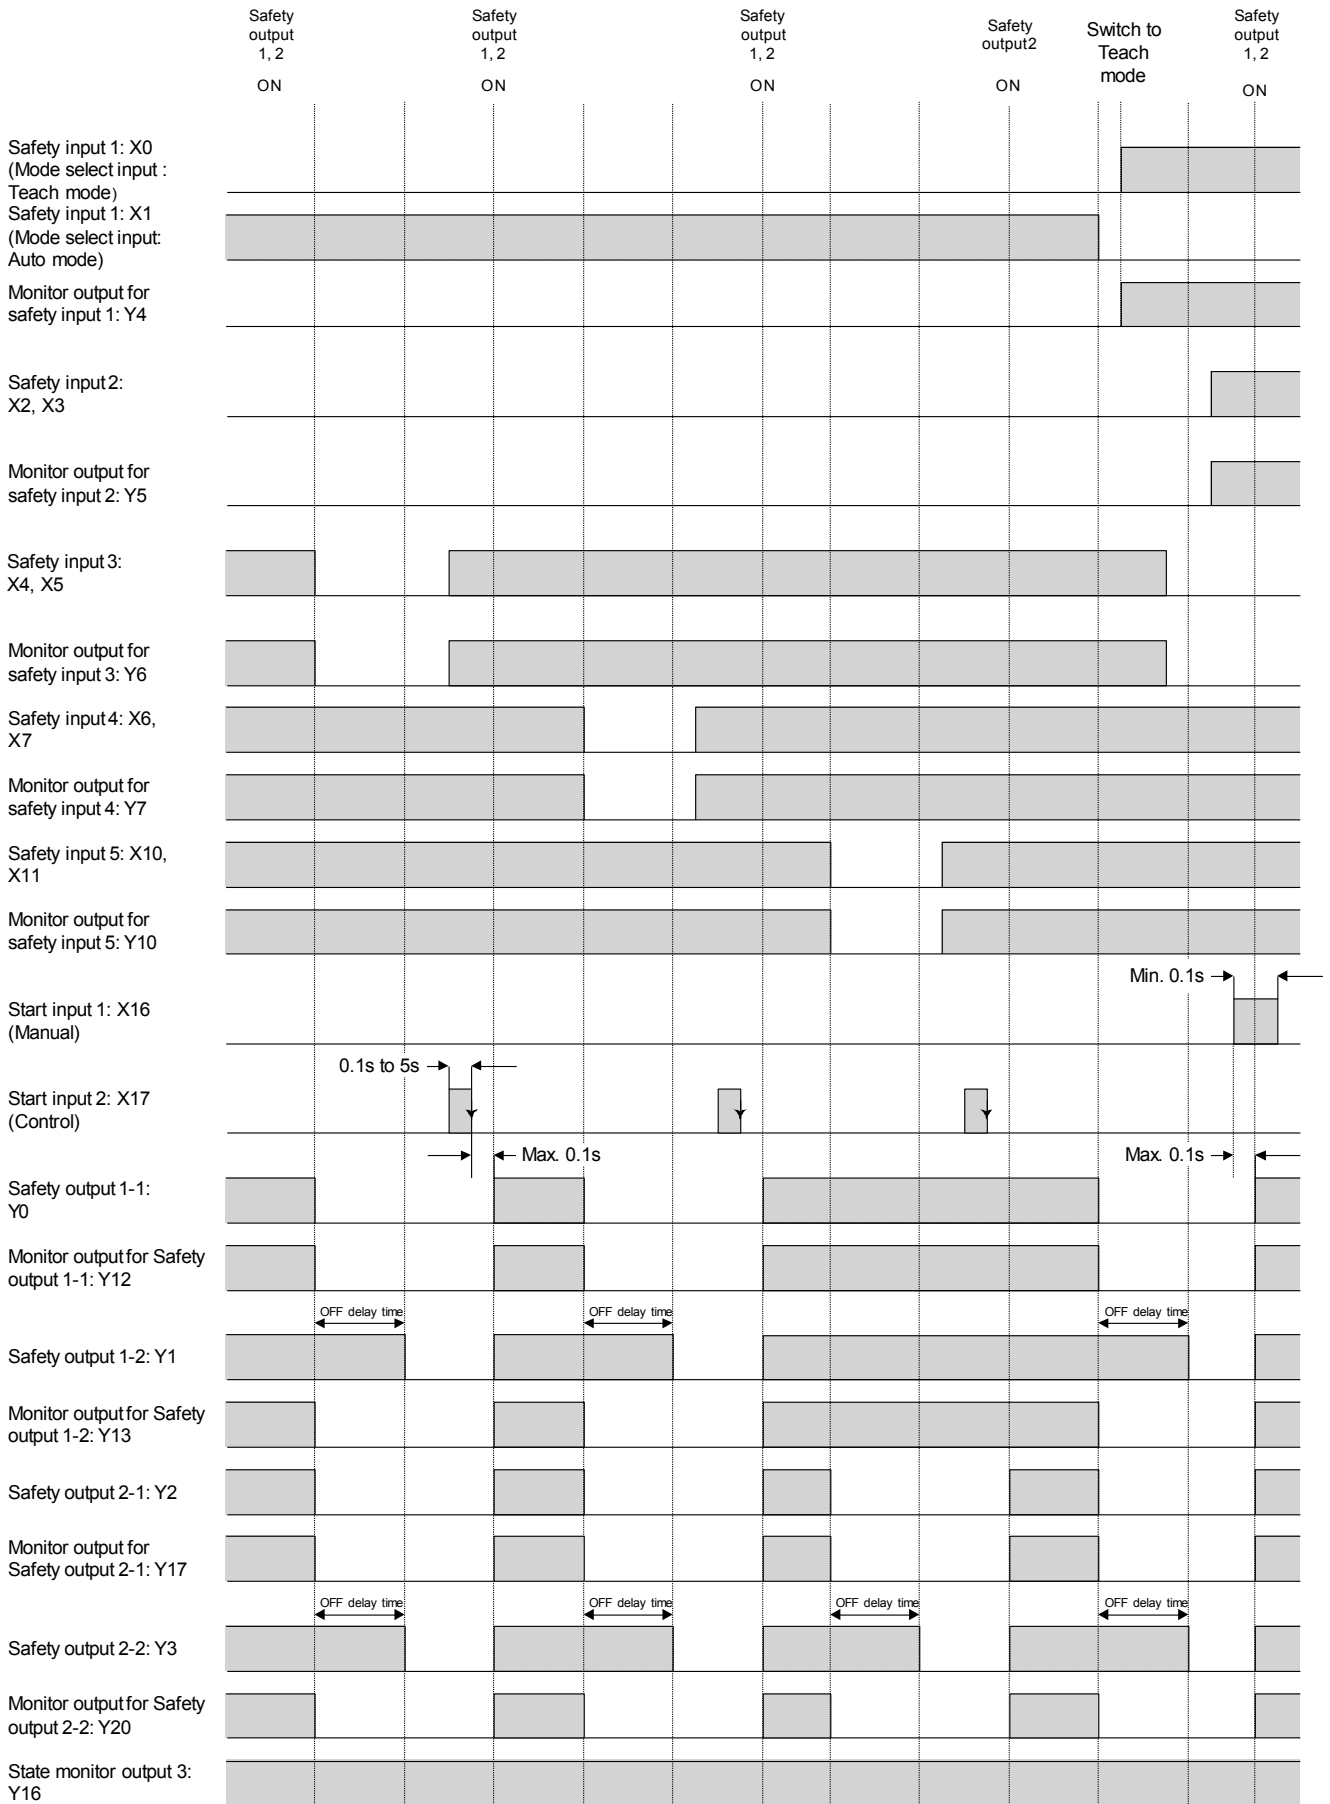 Safety
output
1, 2
ON
Safety
output
1, 2
ON
Safety
output
1, 2
ON
Safety
output2
ON
Switch to
Teach
mode
Safety
output
1, 2
ON
Safety input 1: X0
(Mode select input :
Teach mode)
Safety input 1: X1
(Mode select input:
Auto mode)
Monitor output for
safety input 1: Y4
Safety input 2:
X2, X3
Monitor output for
safety input 2: Y5
Safety input 3:
X4, X5
Monitor output for
safety input 3: Y6
Safety input 4: X6,
X7
Monitor output for
safety input 4: Y7
Safety input 5: X10,
X11
Monitor output for
safety input 5: Y10
Min. 0.1s
Start input 1: X16
(Manual)
0.1s to 5s
Start input 2: X17
(Control)
Max. 0.1s
Max. 0.1s
Safety output 1-1:
Y0
Monitor output for Safety
output 1-1: Y12
OFF delay time
OFF delay time
OFF delay time
Safety output 1-2: Y1
Monitor output for Safety
output 1-2: Y13
Safety output 2-1: Y2
Monitor output for
Safety output 2-1: Y17
OFF delay time
OFF delay time
OFF delay time
OFF delay time
Safety output 2-2: Y3
Monitor output for Safety
output 2-2: Y20
State monitor output 3:
Y16